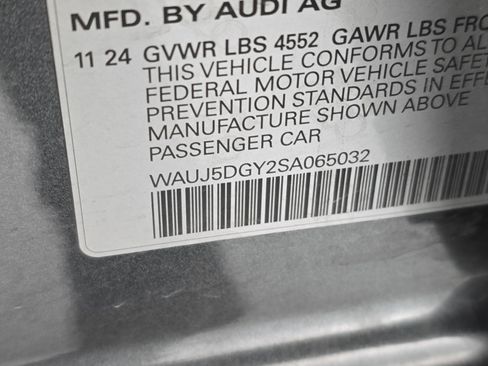 MFD. BY AUDI AG
11 24 GVWR LBS 4552 GAWR LBS FRO
THIS VEHICLE CONFORMS TO AL
FEDERAL MOTOR VEHICLE SAFET
PREVENTION STANDARDS IN EFFE
MANUFACTURE SHOWN ABOVE
PASSENGER CAR
WAUJ5DGY2SA065032